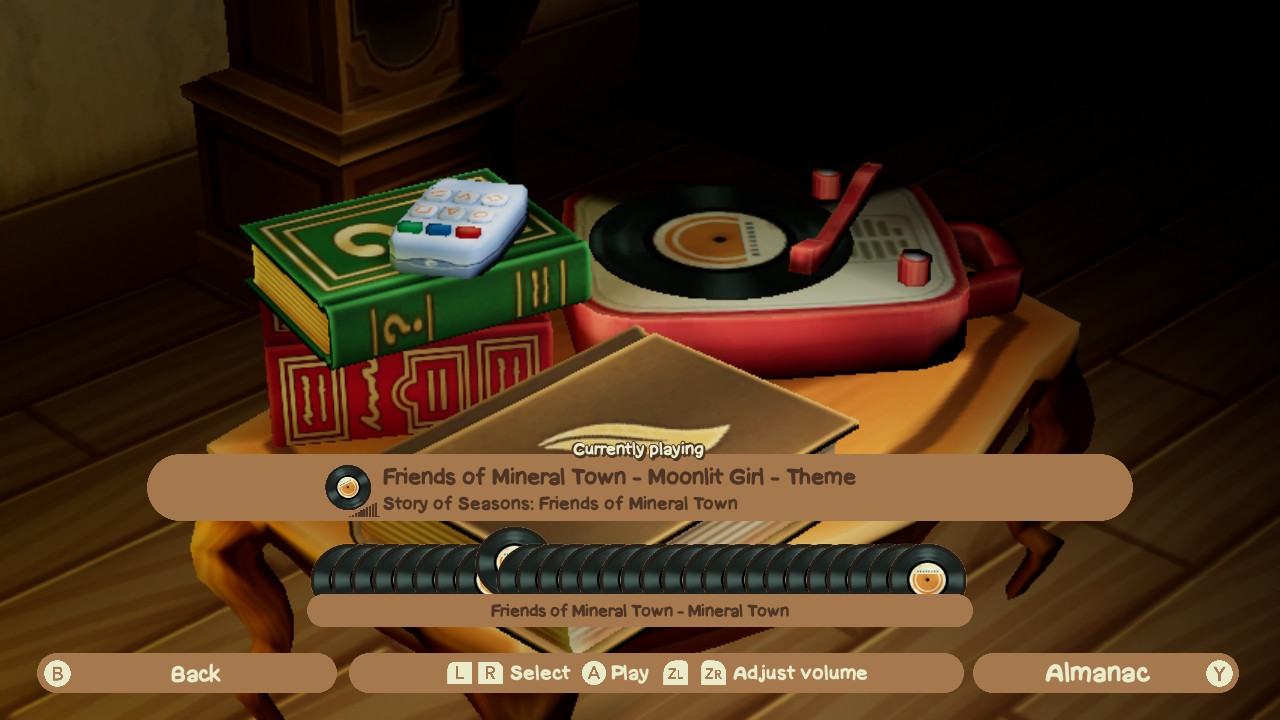 ?
Currently playing
Friends of Mineral Town - Moonlit Girl - Theme
Story of Seasons: Friends of Mineral Town
Friends of Mineral Town - Mineral Town
B Back
L R Select A Play ZL ZR Adjust volume
Almanac Y